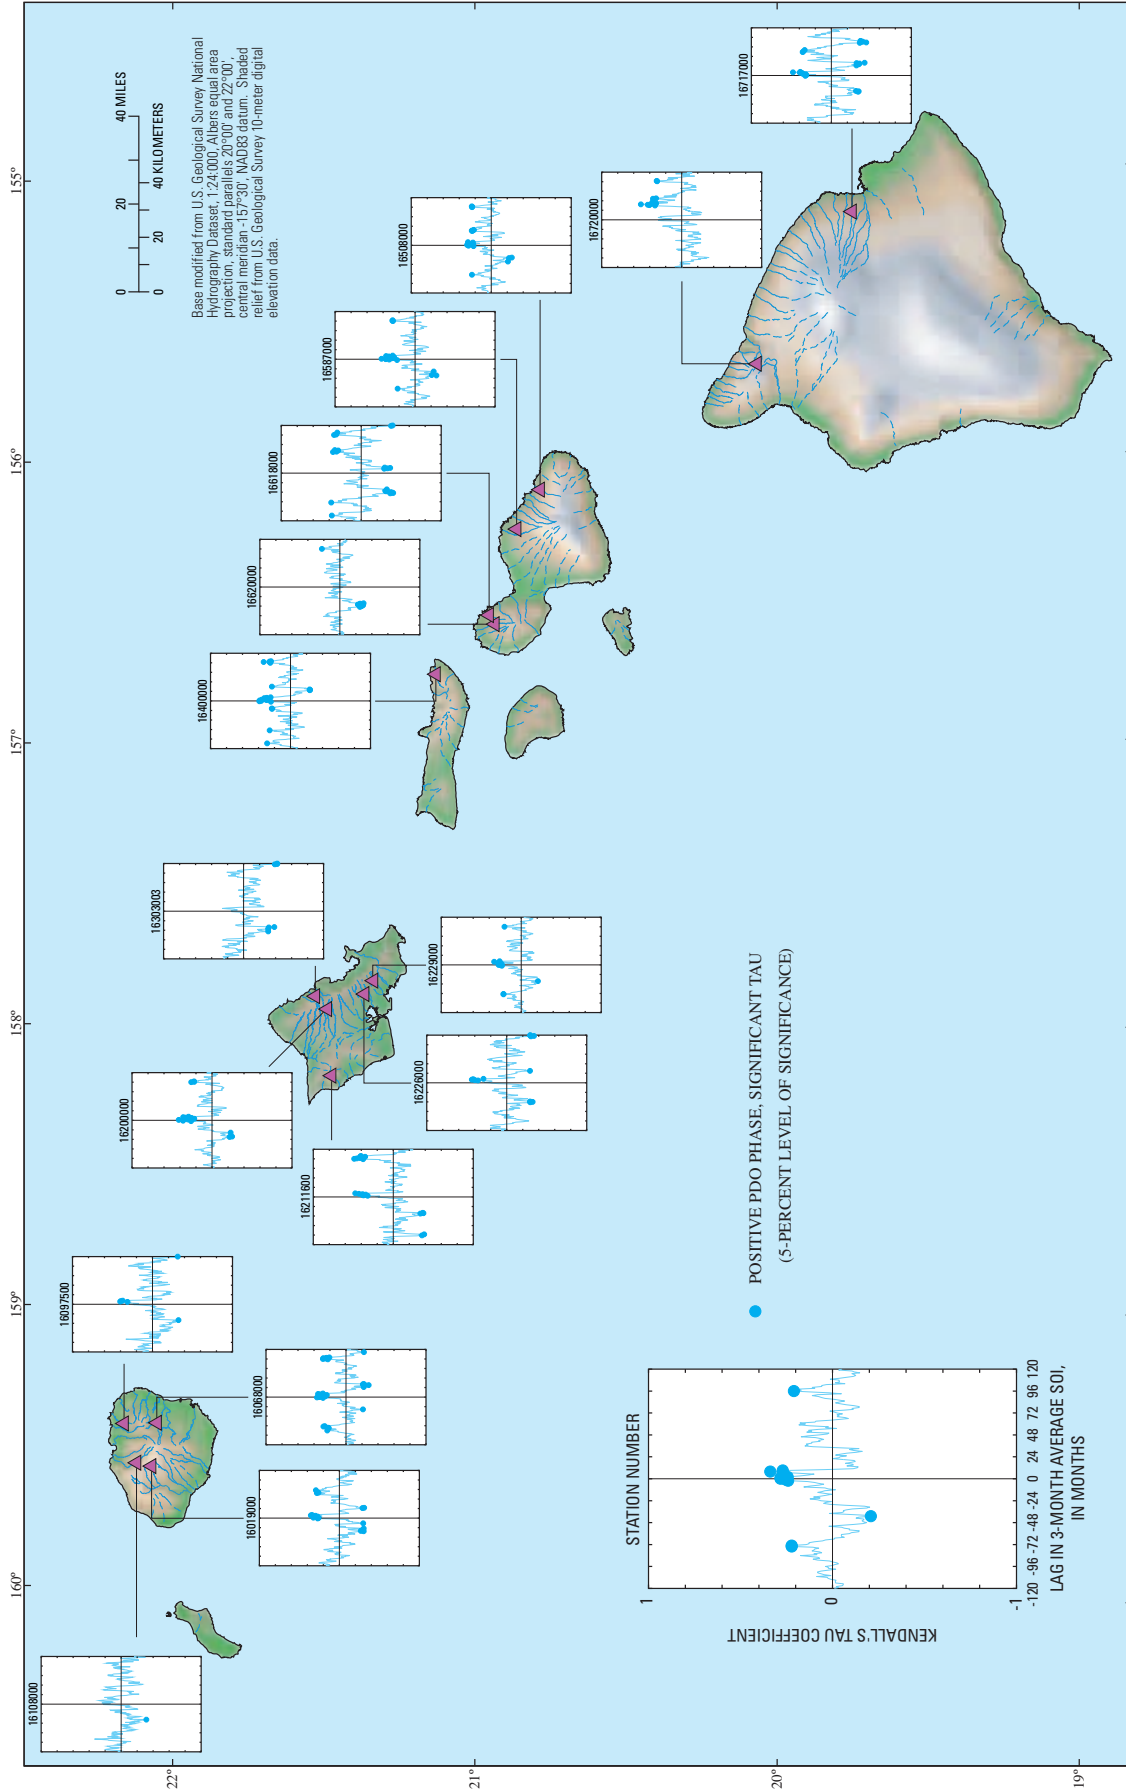 160°
159°
158°
157°
156°
155°
22°
21°
20°
19°
0 20 40 MILES
0 20 40 KILOMETERS
Base modified from U.S. Geological Survey National
Hydrography Dataset, 1:24:000, Albers equal area
projection, standard parallels 20°00' and 22°00',
central meridian -157°30', NAD83 datum. Shaded
relief from U.S. Geological Survey 10-meter digital
elevation data.
16108000
16019000
16068000
16097500
16211600
16200000
16226000
16229000
16303003
16400000
16620000
16618000
16587000
16508000
16720000
16717000
STATION NUMBER
1
0
-1
KENDALL'S TAU COEFFICIENT
-120 -96 -72 -48 -24 0 24 48 72 96 120
LAG IN 3-MONTH AVERAGE SOI,
IN MONTHS
POSITIVE PDO PHASE, SIGNIFICANT TAU
(5-PERCENT LEVEL OF SIGNIFICANCE)